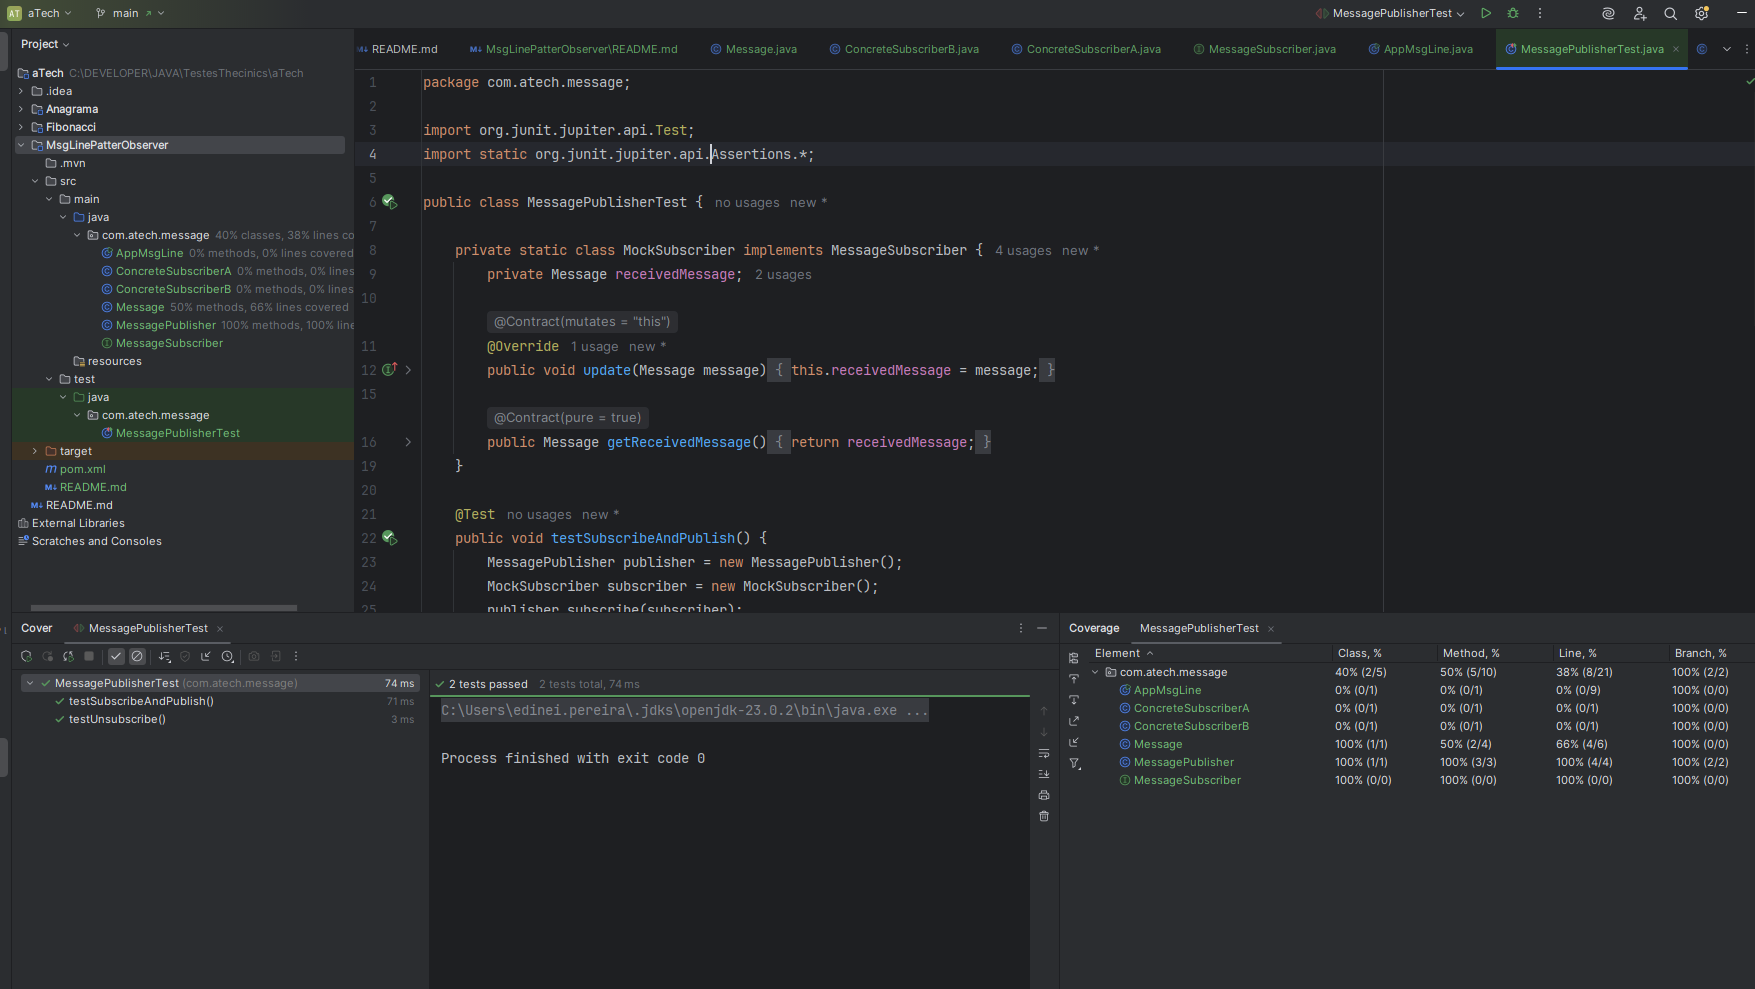 AT aTech main MessagePublisherTest
Project
aTech C:\DEVELOPER\JAVA\TestesThecinics\aTech
.idea
Anagrama
Fibonacci
MsgLinePatterObserver
.mvn
src
main
java
com.atech.message 40% classes, 38% lines co
AppMsgLine 0% methods, 0% lines covered
ConcreteSubscriberA 0% methods, 0% lines
ConcreteSubscriberB 0% methods, 0% lines
Message 50% methods, 66% lines covered
MessagePublisher 100% methods, 100% line
MessageSubscriber
resources
test
java
com.atech.message
MessagePublisherTest
target
pom.xml
README.md
README.md
External Libraries
Scratches and Consoles
README.md MsgLinePatterObserver\README.md Message.java ConcreteSubscriberB.java ConcreteSubscriberA.java MessageSubscriber.java AppMsgLine.java MessagePublisherTest.java
1 package com.atech.message;
2
3 import org.junit.jupiter.api.Test;
4 import static org.junit.jupiter.api.Assertions.*;
5
6 public class MessagePublisherTest { no usages new *
7
8 private static class MockSubscriber implements MessageSubscriber { 4 usages new *
9 private Message receivedMessage; 2 usages
10
@Contract(mutates = "this")
11 @Override 1 usage new *
12 public void update(Message message) { this.receivedMessage = message; }
15
@Contract(pure = true)
16 public Message getReceivedMessage() { return receivedMessage; }
19 }
20
21 @Test no usages new *
22 public void testSubscribeAndPublish() {
23 MessagePublisher publisher = new MessagePublisher();
24 MockSubscriber subscriber = new MockSubscriber();
25 publisher.subscribe(subscriber);
Cover MessagePublisherTest
MessagePublisherTest (com.atech.message) 74 ms
testSubscribeAndPublish() 71 ms
testUnsubscribe() 3 ms
2 tests passed 2 tests total, 74 ms
C:\Users\edinei.pereira\.jdks\openjdk-23.0.2\bin\java.exe ...
Process finished with exit code 0
Coverage MessagePublisherTest
Element Class, % Method, % Line, % Branch, %
com.atech.message 40% (2/5) 50% (5/10) 38% (8/21) 100% (2/2)
AppMsgLine 0% (0/1) 0% (0/1) 0% (0/9) 100% (0/0)
ConcreteSubscriberA 0% (0/1) 0% (0/1) 0% (0/1) 100% (0/0)
ConcreteSubscriberB 0% (0/1) 0% (0/1) 0% (0/1) 100% (0/0)
Message 100% (1/1) 50% (2/4) 66% (4/6) 100% (0/0)
MessagePublisher 100% (1/1) 100% (3/3) 100% (4/4) 100% (2/2)
MessageSubscriber 100% (0/0) 100% (0/0) 100% (0/0) 100% (0/0)